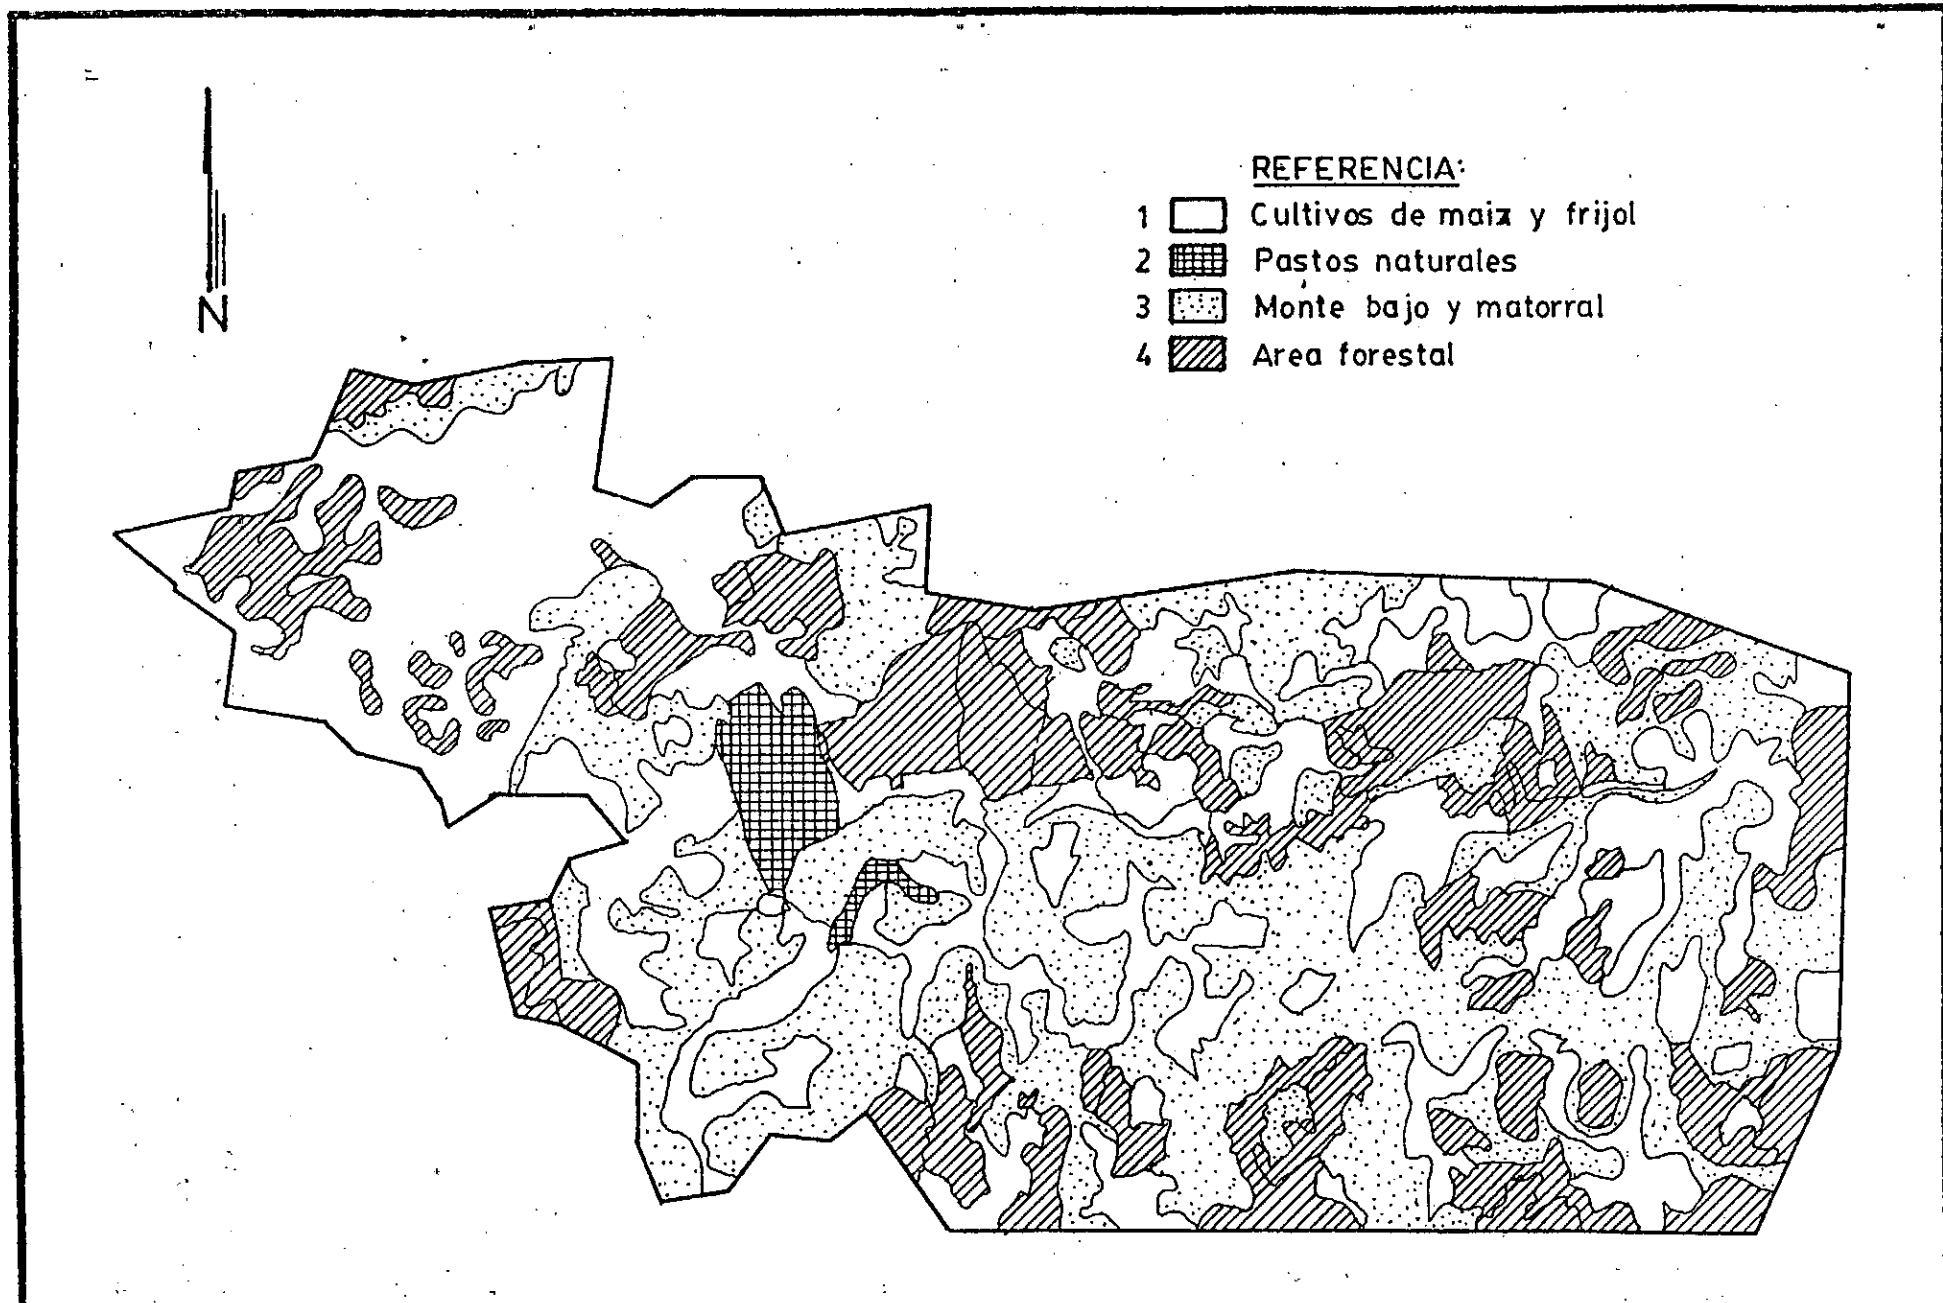 N
REFERENCIA:
1 Cultivos de maiz y frijol
2 Pastos naturales
3 Monte bajo y matorral
4 Area forestal